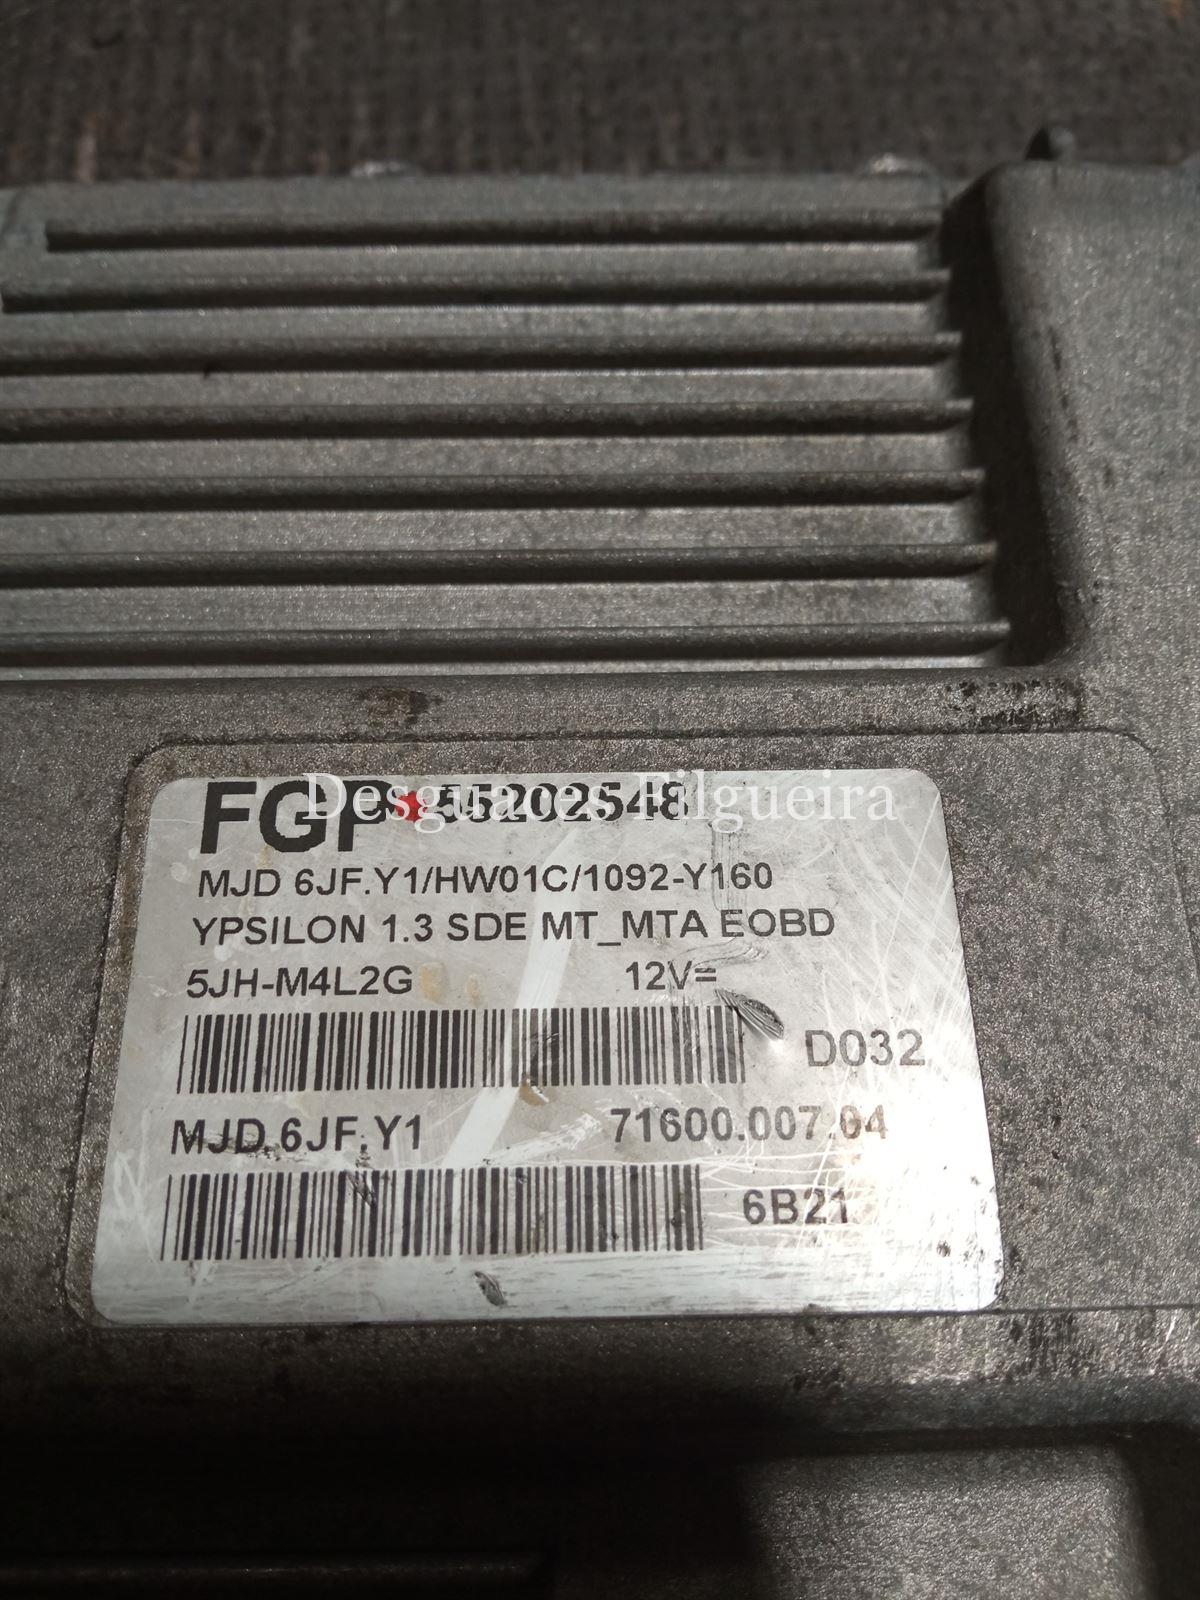 FGP 55202548
Desguaces Filgueira
MJD 6JF.Y1/HW01C/1092-Y160
YPSILON 1.3 SDE MT_MTA EOBD
5JH-M4L2G 12V=
D032
MJD.6JF.Y1 71600.007.04
6B21